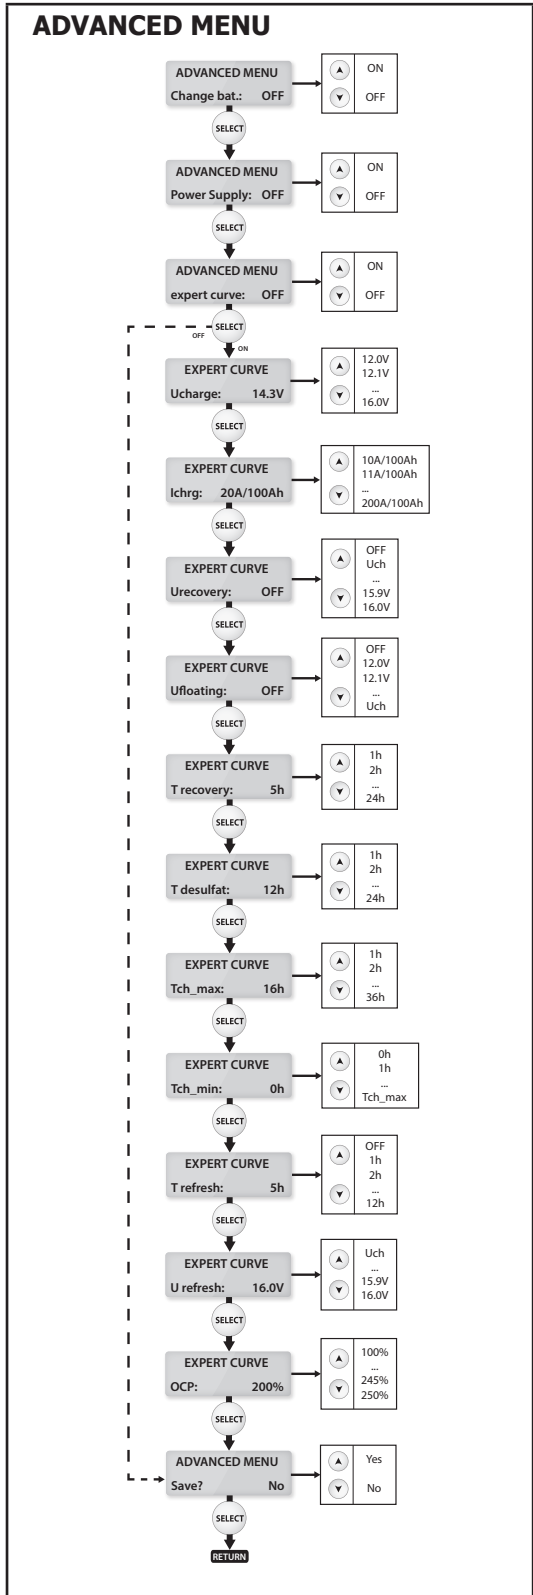 ADVANCED MENU
ADVANCED MENU
Change bat.: OFF
ON
OFF
SELECT
ADVANCED MENU
Power Supply: OFF
ON
OFF
SELECT
ADVANCED MENU
expert curve: OFF
ON
OFF
SELECT
OFF
ON
EXPERT CURVE
Ucharge: 14.3V
12.0V
12.1V
...
16.0V
SELECT
EXPERT CURVE
Ichrg: 20A/100Ah
10A/100Ah
11A/100Ah
...
200A/100Ah
SELECT
EXPERT CURVE
Urecovery: OFF
OFF
Uch
...
15.9V
16.0V
SELECT
EXPERT CURVE
Ufloating: OFF
OFF
12.0V
12.1V
...
Uch
SELECT
EXPERT CURVE
T recovery: 5h
1h
2h
...
24h
SELECT
EXPERT CURVE
T desulfat: 12h
1h
2h
...
24h
SELECT
EXPERT CURVE
Tch_max: 16h
1h
2h
...
36h
SELECT
EXPERT CURVE
Tch_min: 0h
0h
1h
...
Tch_max
SELECT
EXPERT CURVE
T refresh: 5h
OFF
1h
2h
...
12h
SELECT
EXPERT CURVE
U refresh: 16.0V
Uch
...
15.9V
16.0V
SELECT
EXPERT CURVE
OCP: 200%
100%
...
245%
250%
SELECT
ADVANCED MENU
Save? No
Yes
No
SELECT
RETURN